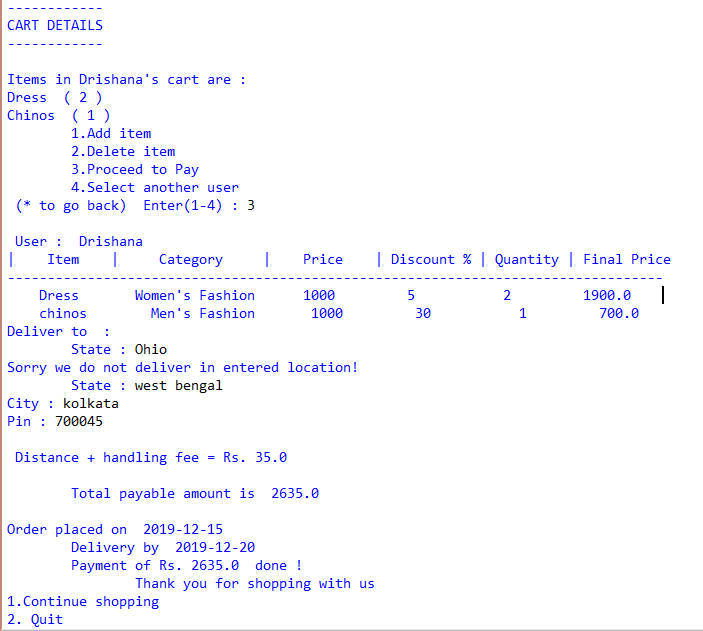 ------------
CART DETAILS
------------
Items in Drishana's cart are :
Dress  ( 2 )
Chinos  ( 1 )
        1.Add item
        2.Delete item
        3.Proceed to Pay
        4.Select another user
 (* to go back)  Enter(1-4) : 3
 User :  Drishana
|    Item    |     Category     |    Price    | Discount % | Quantity | Final Price
----------------------------------------------------------------------------------
    Dress       Women's Fashion      1000         5           2         1900.0
    chinos        Men's Fashion       1000         30           1         700.0
Deliver to  :
        State : Ohio
Sorry we do not deliver in entered location!
        State : west bengal
City : kolkata
Pin : 700045
 Distance + handling fee = Rs. 35.0
        Total payable amount is  2635.0
Order placed on  2019-12-15
        Delivery by  2019-12-20
        Payment of Rs. 2635.0  done !
                Thank you for shopping with us
1.Continue shopping
2. Quit